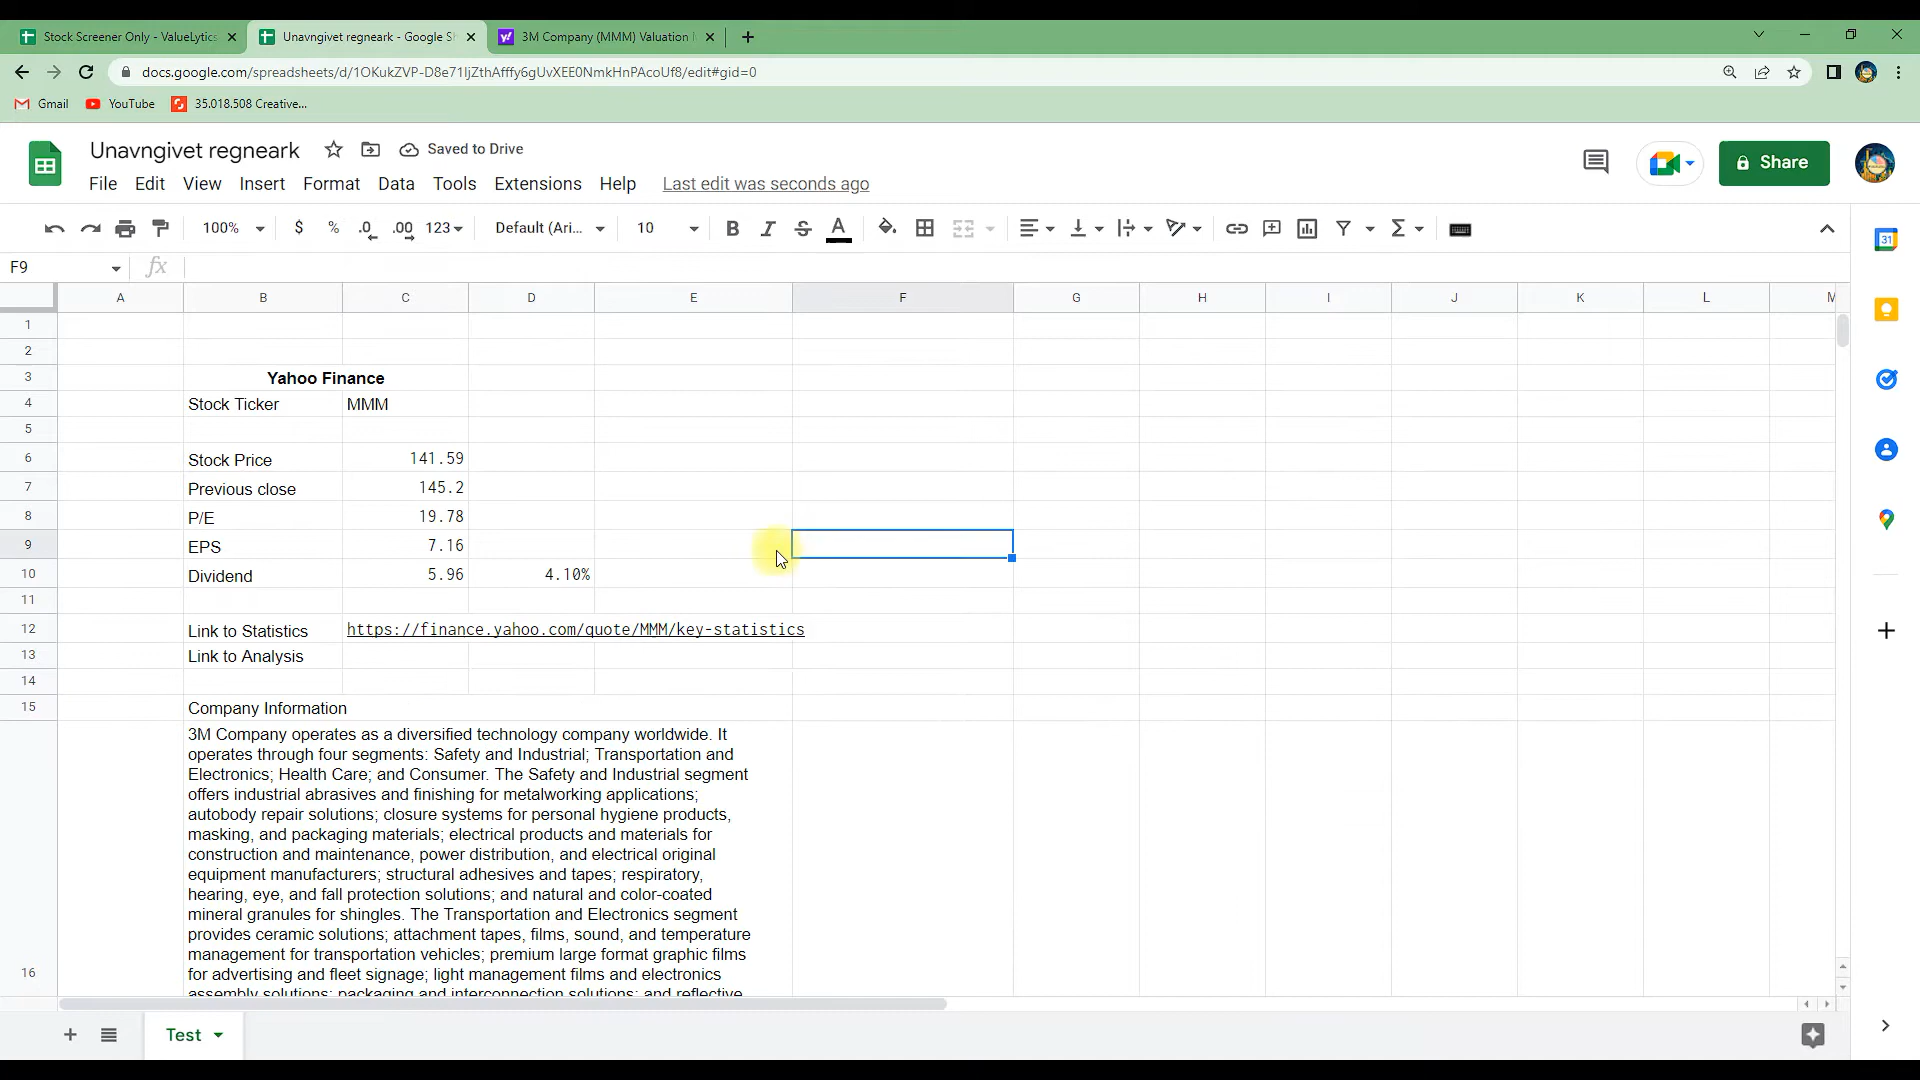 Stock Screener Only - ValueLytics
Unavngivet regneark - Google Sh
3M Company (MMM) Valuation
docs.google.com/spreadsheets/d/1OKukZVP-D8e71ljZthAfffy6gUvXEE0NmkHnPAcoUf8/edit#gid=0
Gmail
YouTube
35.018.508 Creative...
Unavngivet regneark
Saved to Drive
Share
File Edit View Insert Format Data Tools Extensions Help Last edit was seconds ago
100% $ % .0 .00 123 Default (Ari... 10 B I S A
F9 fx
A B C D E F G H I J K L
1
2
3 Yahoo Finance
4 Stock Ticker MMM
5
6 Stock Price 141.59
7 Previous close 145.2
8 P/E 19.78
9 EPS 7.16
10 Dividend 5.96 4.10%
11
12 Link to Statistics https://finance.yahoo.com/quote/MMM/key-statistics
13 Link to Analysis
14
15 Company Information
3M Company operates as a diversified technology company worldwide. It
operates through four segments: Safety and Industrial; Transportation and
Electronics; Health Care; and Consumer. The Safety and Industrial segment
offers industrial abrasives and finishing for metalworking applications;
autobody repair solutions; closure systems for personal hygiene products,
masking, and packaging materials; electrical products and materials for
construction and maintenance, power distribution, and electrical original
equipment manufacturers; structural adhesives and tapes; respiratory,
hearing, eye, and fall protection solutions; and natural and color-coated
mineral granules for shingles. The Transportation and Electronics segment
provides ceramic solutions; attachment tapes, films, sound, and temperature
management for transportation vehicles; premium large format graphic films
16 for advertising and fleet signage; light management films and electronics
assembly solutions; packaging and interconnection solutions; and reflective
Test